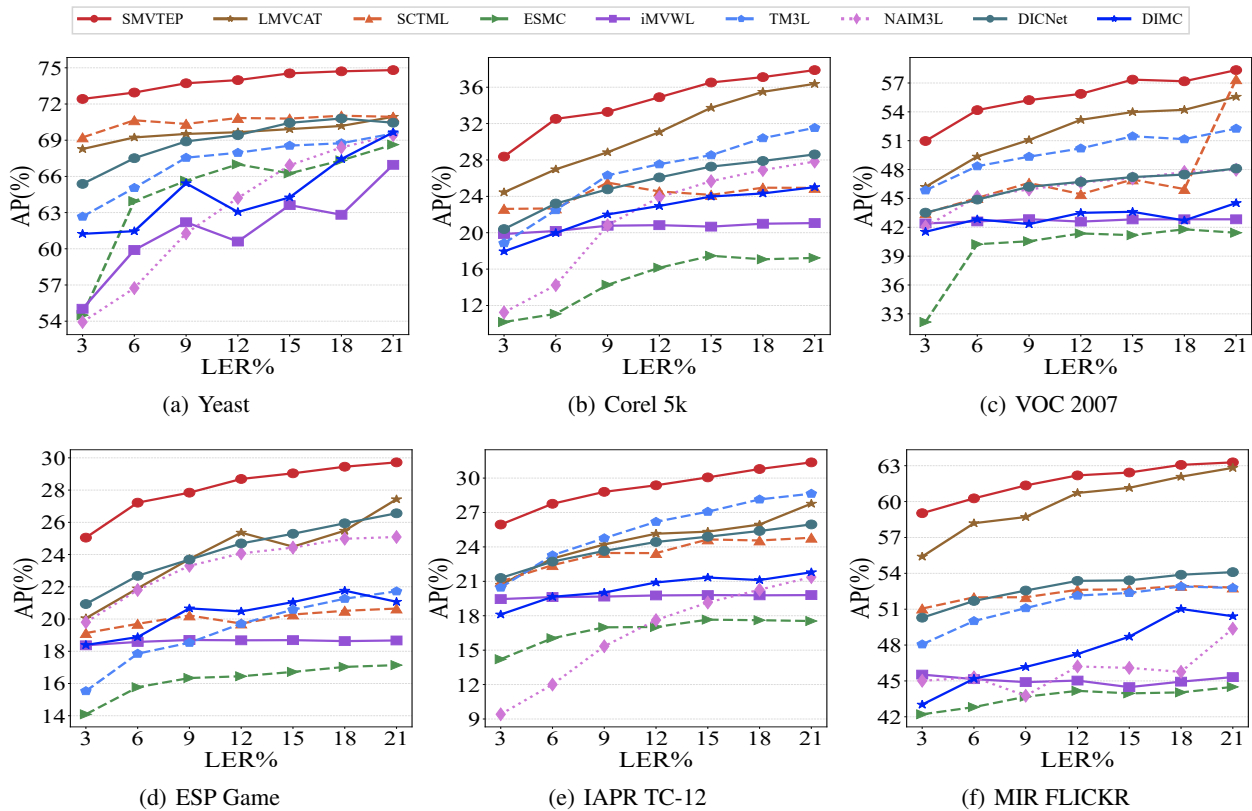 SMVTEP LMVCAT SCTML ESMC iMVWL TM3L NAIM3L DICNet DIMC
AP(%)
75
72
69
66
63
60
57
54
3 6 9 12 15 18 21
LER%
(a) Yeast
AP(%)
36
32
28
24
20
16
12
3 6 9 12 15 18 21
LER%
(b) Corel 5k
AP(%)
57
54
51
48
45
42
39
36
33
3 6 9 12 15 18 21
LER%
(c) VOC 2007
AP(%)
30
28
26
24
22
20
18
16
14
3 6 9 12 15 18 21
LER%
(d) ESP Game
AP(%)
30
27
24
21
18
15
12
9
3 6 9 12 15 18 21
LER%
(e) IAPR TC-12
AP(%)
63
60
57
54
51
48
45
42
3 6 9 12 15 18 21
LER%
(f) MIR FLICKR